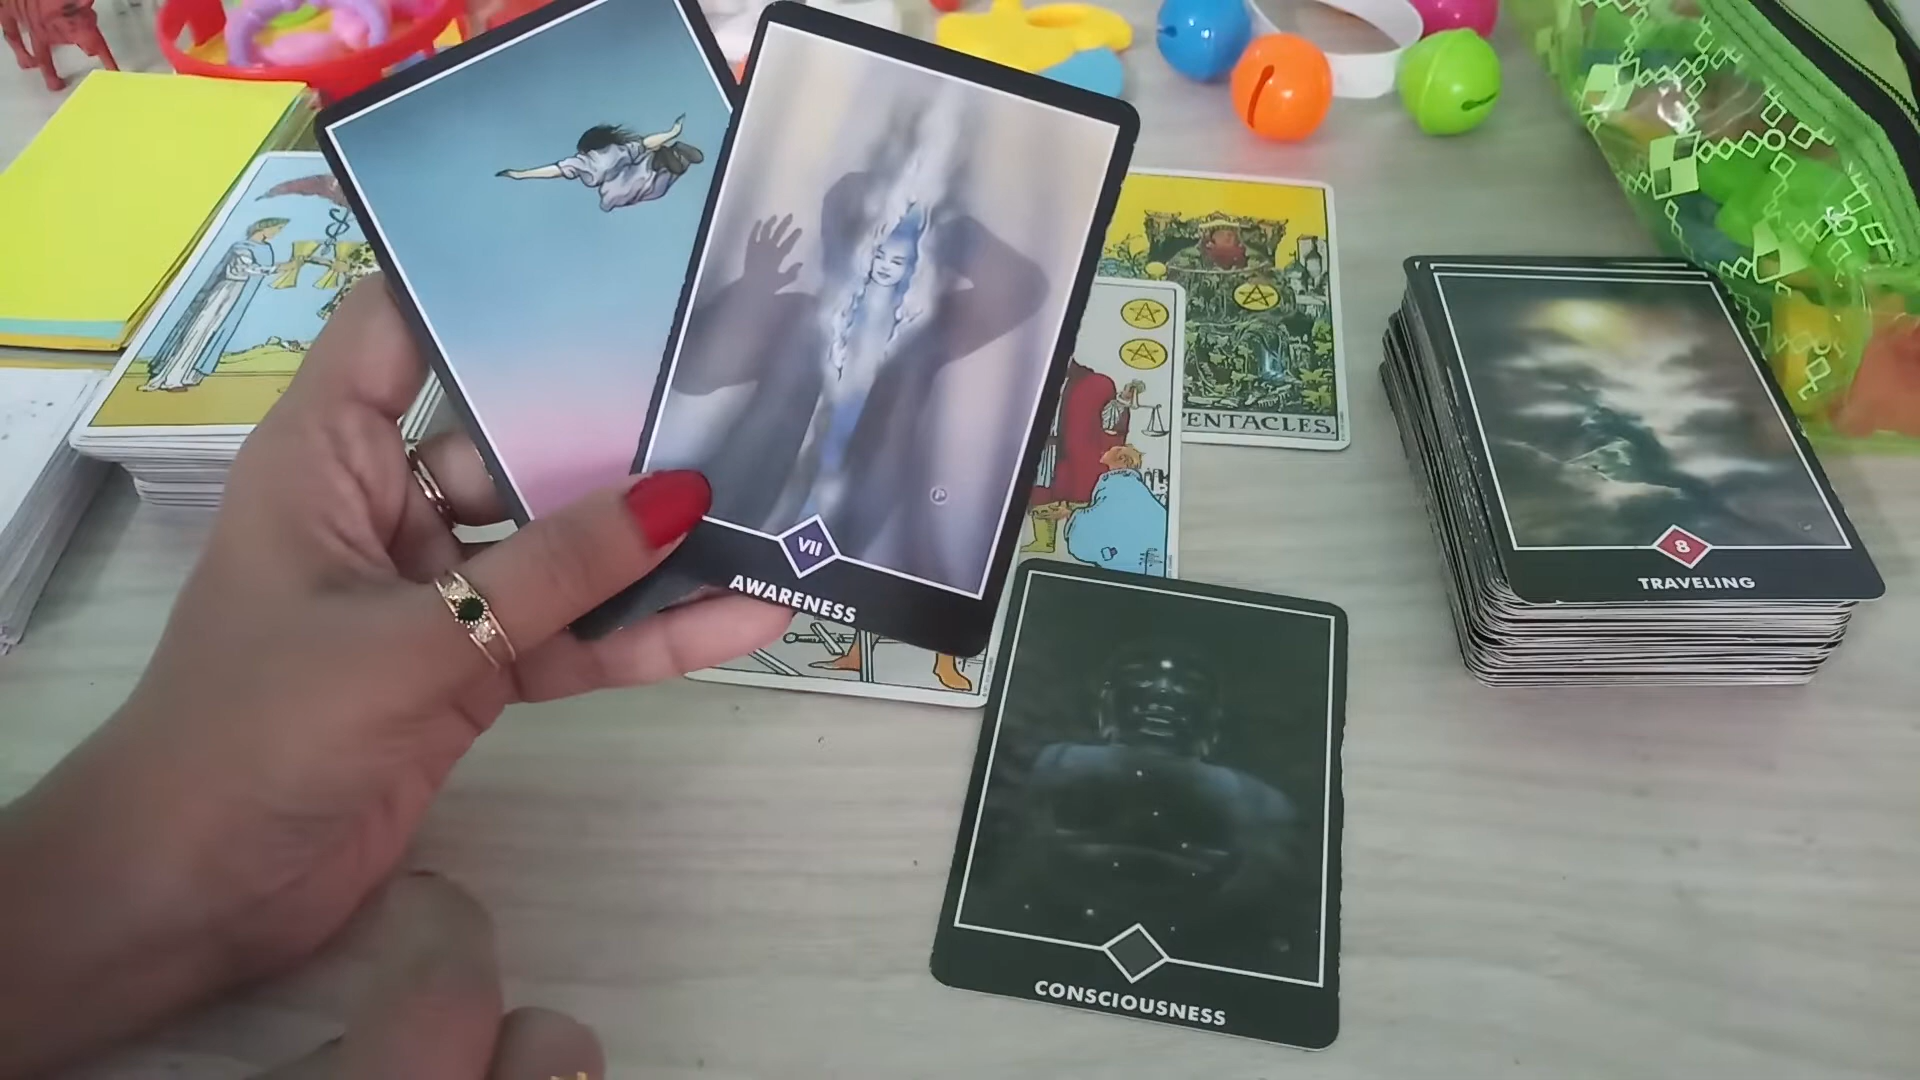 VII
AWARENESS
PENTACLES.
8
TRAVELING
CONSCIOUSNESS